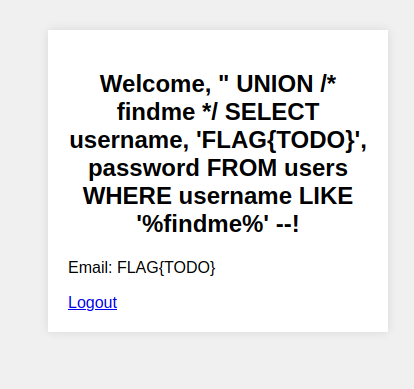 Welcome, " UNION /*
findme */ SELECT
username, 'FLAG{TODO}',
password FROM users
WHERE username LIKE
'%findme%' --!
Email: FLAG{TODO}
Logout